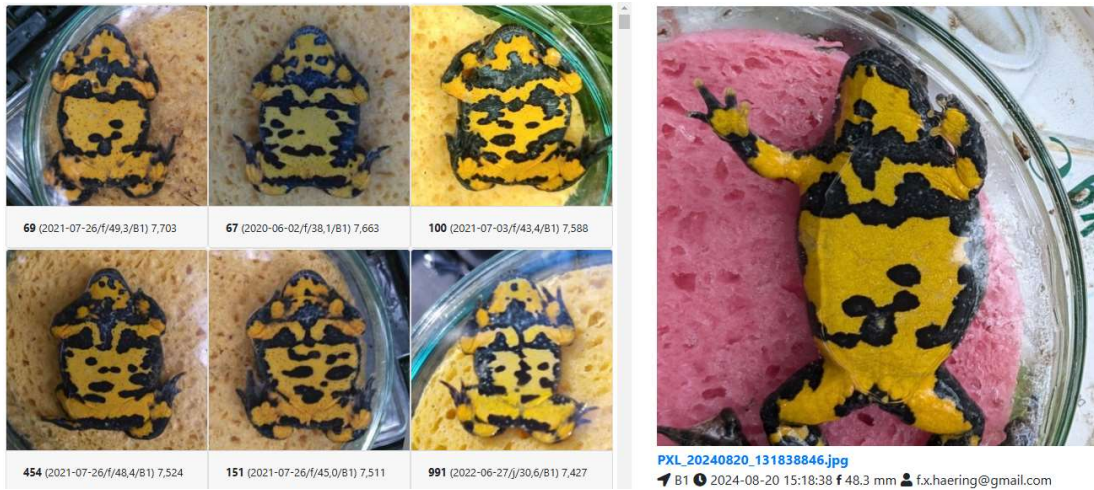 69 (2021-07-26/f/49,3/B1) 7,703
67 (2020-06-02/f/38,1/B1) 7,663
100 (2021-07-03/f/43,4/B1) 7,588
454 (2021-07-26/f/48,4/B1) 7,524
151 (2021-07-26/f/45,0/B1) 7,511
991 (2022-06-27/j/30,6/B1) 7,427
PXL_20240820_131838846.jpg
B1 2024-08-20 15:18:38 f 48.3 mm f.x.haering@gmail.com